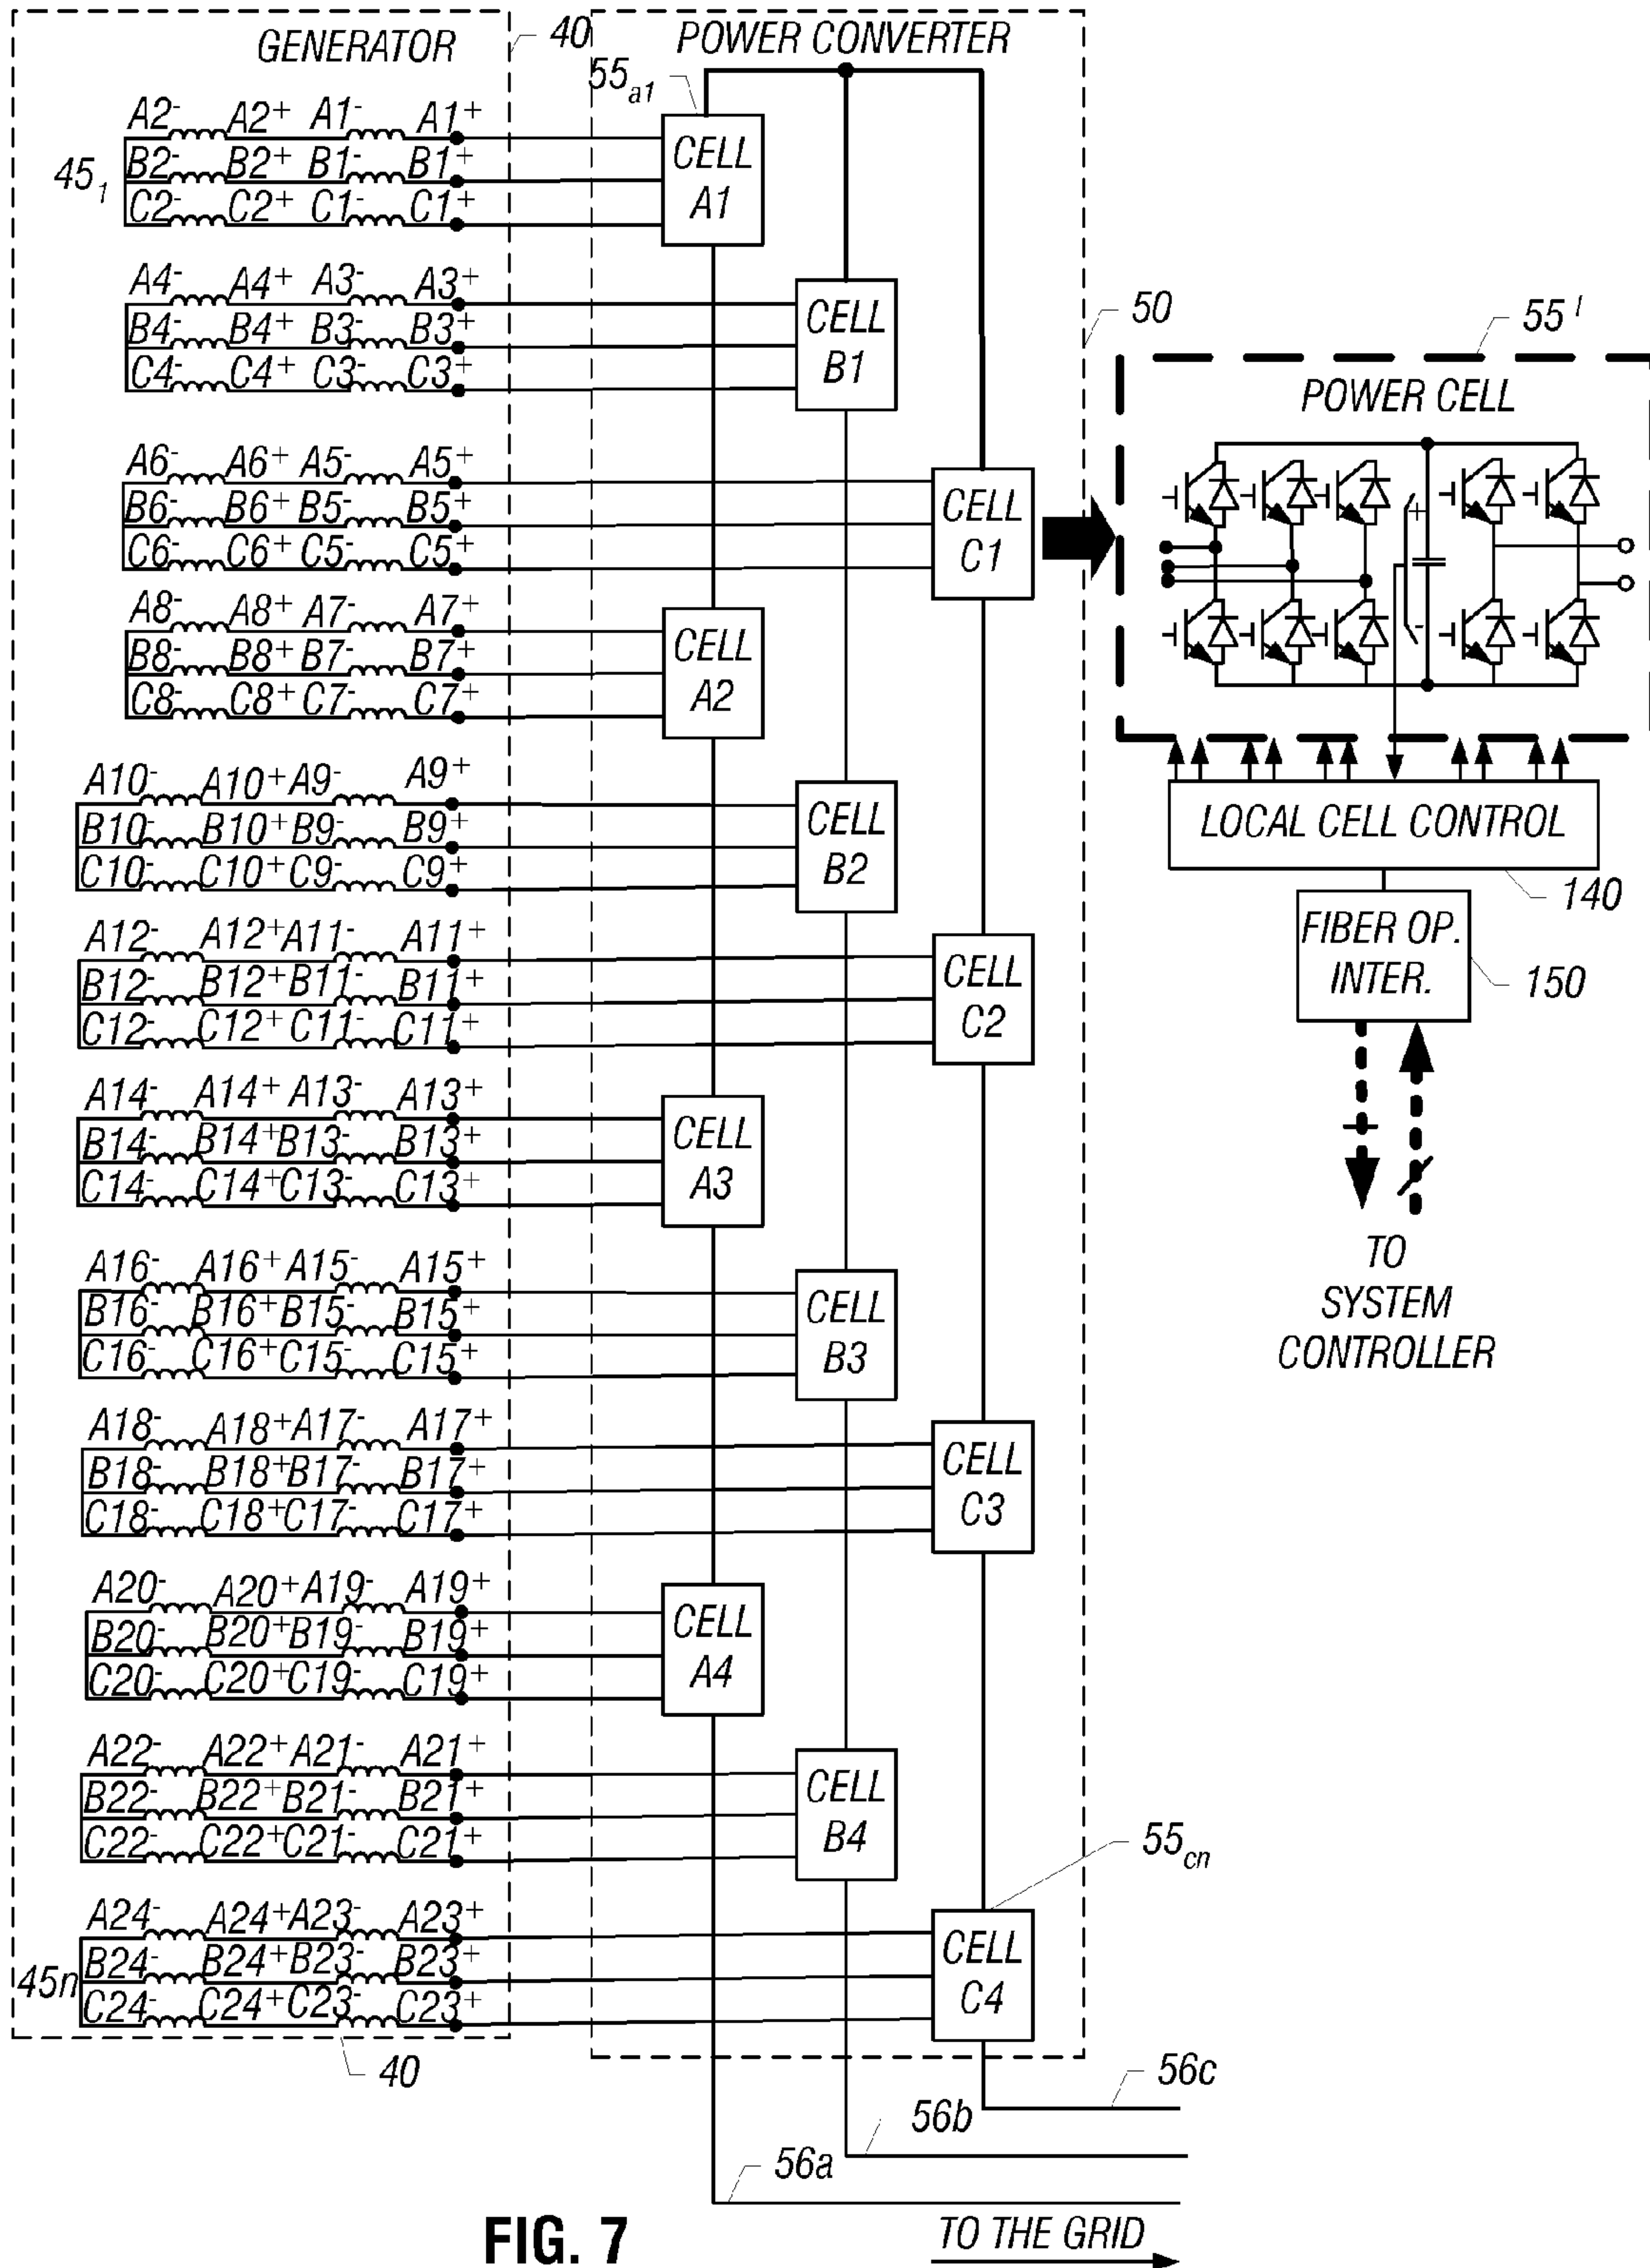 GENERATOR
40
POWER CONVERTER
55a1
A2- A2+ A1- A1+
45₁ B2- B2+ B1- B1+
C2- C2+ C1- C1+
CELL
A1
A4- A4+ A3- A3+
B4- B4+ B3- B3+
C4- C4+ C3- C3+
CELL
B1
50
A6- A6+ A5- A5+
B6- B6+ B5- B5+
C6- C6+ C5- C5+
CELL
C1
A8- A8+ A7- A7+
B8- B8+ B7- B7+
C8- C8+ C7- C7+
CELL
A2
A10- A10+ A9- A9+
B10- B10+ B9- B9+
C10- C10+ C9- C9+
CELL
B2
A12- A12+ A11- A11+
B12- B12+ B11- B11+
C12- C12+ C11- C11+
CELL
C2
A14- A14+ A13- A13+
B14- B14+ B13- B13+
C14- C14+ C13- C13+
CELL
A3
A16- A16+ A15- A15+
B16- B16+ B15- B15+
C16- C16+ C15- C15+
CELL
B3
A18- A18+ A17- A17+
B18- B18+ B17- B17+
C18- C18+ C17- C17+
CELL
C3
A20- A20+ A19- A19+
B20- B20+ B19- B19+
C20- C20+ C19- C19+
CELL
A4
A22- A22+ A21- A21+
B22- B22+ B21- B21+
C22- C22+ C21- C21+
CELL
B4
55cn
A24- A24+ A23- A23+
45n B24- B24+ B23- B23+
C24- C24+ C23- C23+
CELL
C4
40
55 I
POWER CELL
+
-
LOCAL CELL CONTROL
140
FIBER OP.
INTER.
150
TO
SYSTEM
CONTROLLER
56c
56b
56a
TO THE GRID
FIG. 7